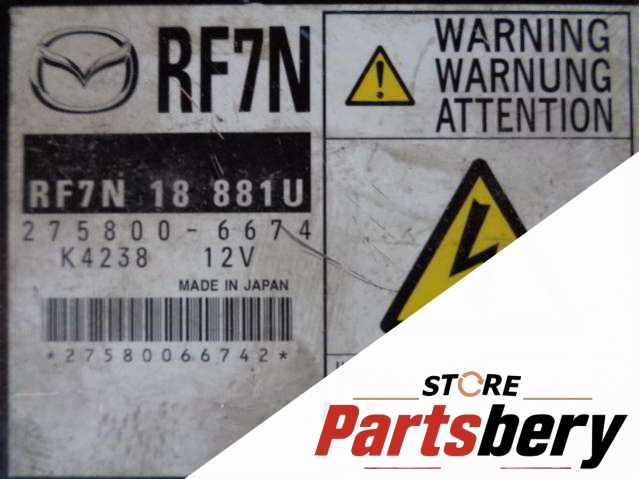 RF7N
WARNING
WARNUNG
ATTENTION
RF7N 18 881U
275800-6674
K4238 12V
MADE IN JAPAN
*27580066742*
STORE
Partsbery